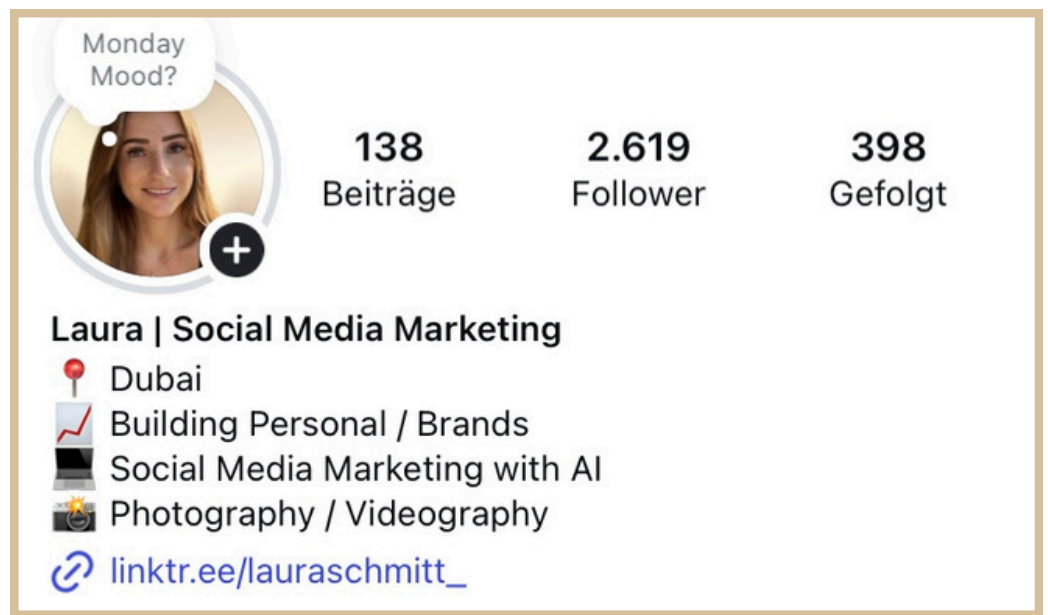 Monday
Mood?
138 2.619 398
Beiträge Follower Gefolgt
Laura | Social Media Marketing
📍 Dubai
📈 Building Personal / Brands
💻 Social Media Marketing with AI
📸 Photography / Videography
linktr.ee/lauraschmitt_